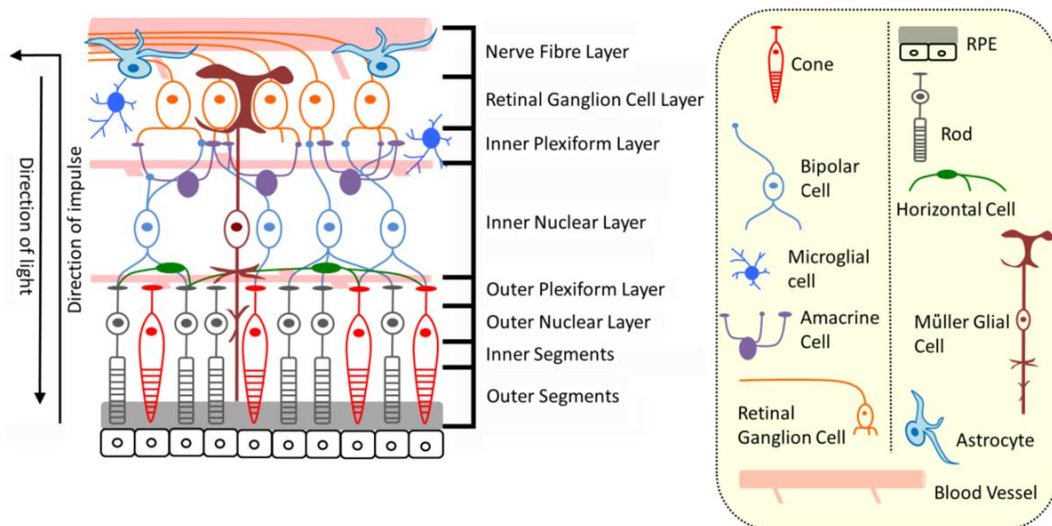 Direction of light
Direction of impulse
Nerve Fibre Layer
Retinal Ganglion Cell Layer
Inner Plexiform Layer
Inner Nuclear Layer
Outer Plexiform Layer
Outer Nuclear Layer
Inner Segments
Outer Segments
Cone
Bipolar
Cell
Microglial
cell
Amacrine
Cell
Retinal
Ganglion Cell
RPE
Rod
Horizontal Cell
Müller Glial
Cell
Astrocyte
Blood Vessel